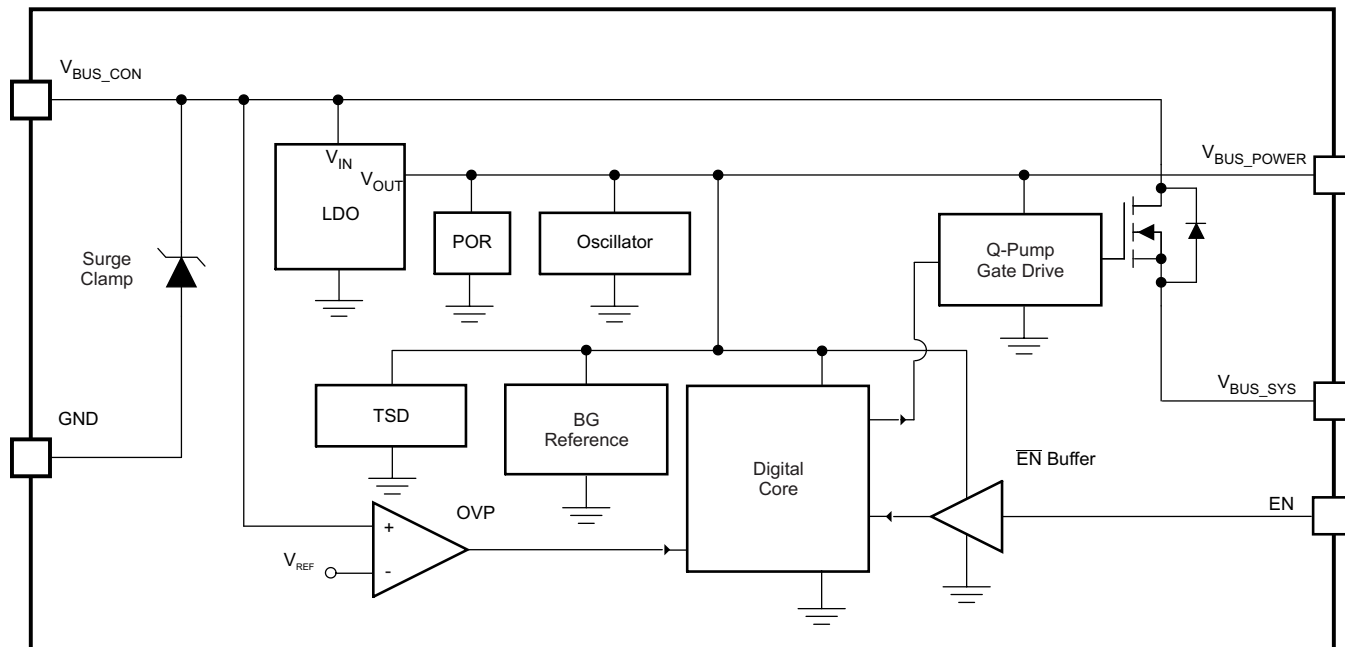 V_BUS_CON
V_IN
V_OUT
LDO
V_BUS_POWER
POR
Oscillator
Q-Pump
Gate Drive
Surge
Clamp
V_BUS_SYS
GND
TSD
BG
Reference
Digital
Core
E̅N̅ Buffer
OVP
EN
+
V_REF
-